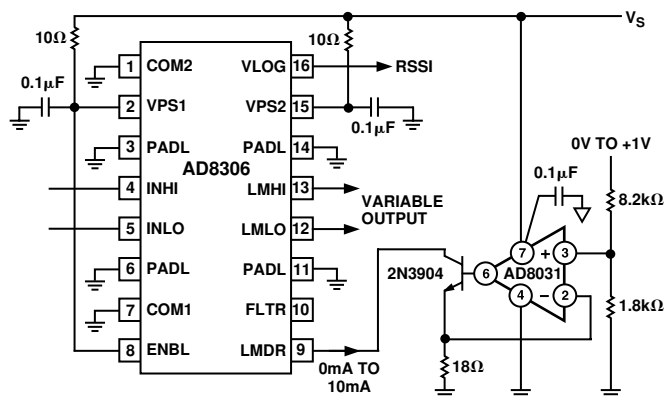 V_S
10Ω
10Ω
1 COM2 VLOG 16 RSSI
0.1µF
2 VPS1 VPS2 15
0.1µF
0V TO +1V
3 PADL PADL 14
AD8306
0.1µF
8.2kΩ
4 INHI LMHI 13 VARIABLE
OUTPUT
5 INLO LMLO 12
7 + 3
2N3904 6 AD8031
6 PADL PADL 11
4 – 2
1.8kΩ
7 COM1 FLTR 10
8 ENBL LMDR 9
0mA TO
10mA
18Ω